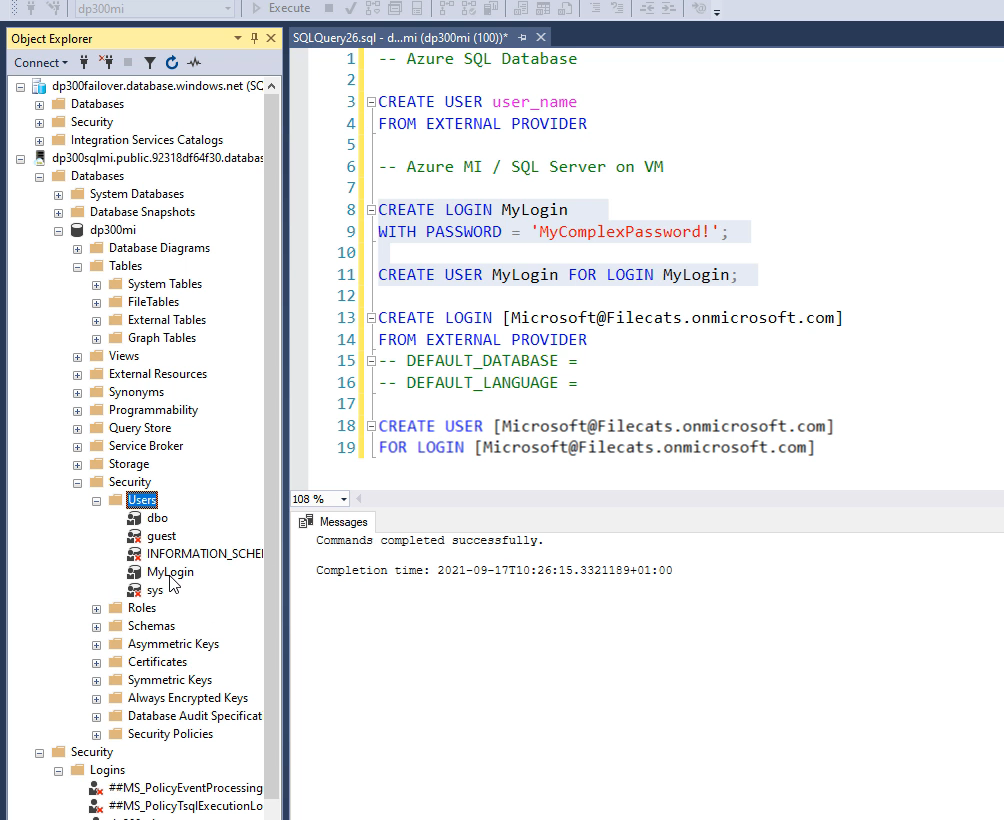 dp300mi
Execute
Object Explorer
Connect
dp300failover.database.windows.net (SQ
Databases
Security
Integration Services Catalogs
dp300sqlmi.public.92318df64f30.databas
Databases
System Databases
Database Snapshots
dp300mi
Database Diagrams
Tables
System Tables
FileTables
External Tables
Graph Tables
Views
External Resources
Synonyms
Programmability
Query Store
Service Broker
Storage
Security
Users
dbo
guest
INFORMATION_SCHE
MyLogin
sys
Roles
Schemas
Asymmetric Keys
Certificates
Symmetric Keys
Always Encrypted Keys
Database Audit Specificat
Security Policies
Security
Logins
##MS_PolicyEventProcessing
##MS_PolicyTsqlExecutionLo
SQLQuery26.sql - d...mi (dp300mi (100))*
1 -- Azure SQL Database
2
3 CREATE USER user_name
4 FROM EXTERNAL PROVIDER
5
6 -- Azure MI / SQL Server on VM
7
8 CREATE LOGIN MyLogin
9 WITH PASSWORD = 'MyComplexPassword!';
10
11 CREATE USER MyLogin FOR LOGIN MyLogin;
12
13 CREATE LOGIN [Microsoft@Filecats.onmicrosoft.com]
14 FROM EXTERNAL PROVIDER
15 -- DEFAULT_DATABASE =
16 -- DEFAULT_LANGUAGE =
17
18 CREATE USER [Microsoft@Filecats.onmicrosoft.com]
19 FOR LOGIN [Microsoft@Filecats.onmicrosoft.com]
108 %
Messages
Commands completed successfully.
Completion time: 2021-09-17T10:26:15.3321189+01:00